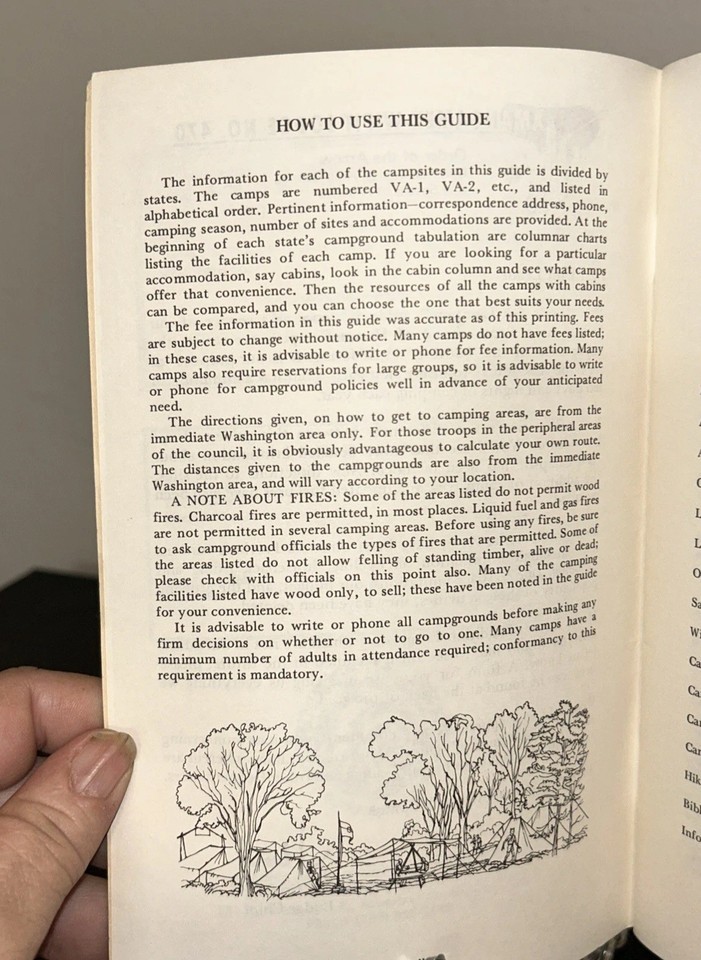 HOW TO USE THIS GUIDE
The information for each of the campsites in this guide is divided by
states. The camps are numbered VA-1, VA-2, etc., and listed in
alphabetical order. Pertinent information—correspondence address, phone,
camping season, number of sites and accommodations are provided. At the
beginning of each state's campground tabulation are columnar charts
listing the facilities of each camp. If you are looking for a particular
accommodation, say cabins, look in the cabin column and see what camps
offer that convenience. Then the resources of all the camps with cabins
can be compared, and you can choose the one that best suits your needs.
The fee information in this guide was accurate as of this printing. Fees
are subject to change without notice. Many camps do not have fees listed;
in these cases, it is advisable to write or phone for fee information. Many
camps also require reservations for large groups, so it is advisable to write
or phone for campground policies well in advance of your anticipated
need.
The directions given, on how to get to camping areas, are from the
immediate Washington area only. For those troops in the peripheral areas
of the council, it is obviously advantageous to calculate your own route.
The distances given to the campgrounds are also from the immediate
Washington area, and will vary according to your location.
A NOTE ABOUT FIRES: Some of the areas listed do not permit wood
fires. Charcoal fires are permitted, in most places. Liquid fuel and gas fires
are not permitted in several camping areas. Before using any fires, be sure
to ask campground officials the types of fires that are permitted. Some of
the areas listed do not allow felling of standing timber, alive or dead;
please check with officials on this point also. Many of the camping
facilities listed have wood only, to sell; these have been noted in the guide
for your convenience.
It is advisable to write or phone all campgrounds before making any
firm decisions on whether or not to go to one. Many camps have a
minimum number of adults in attendance required; conformancy to this
requirement is mandatory.